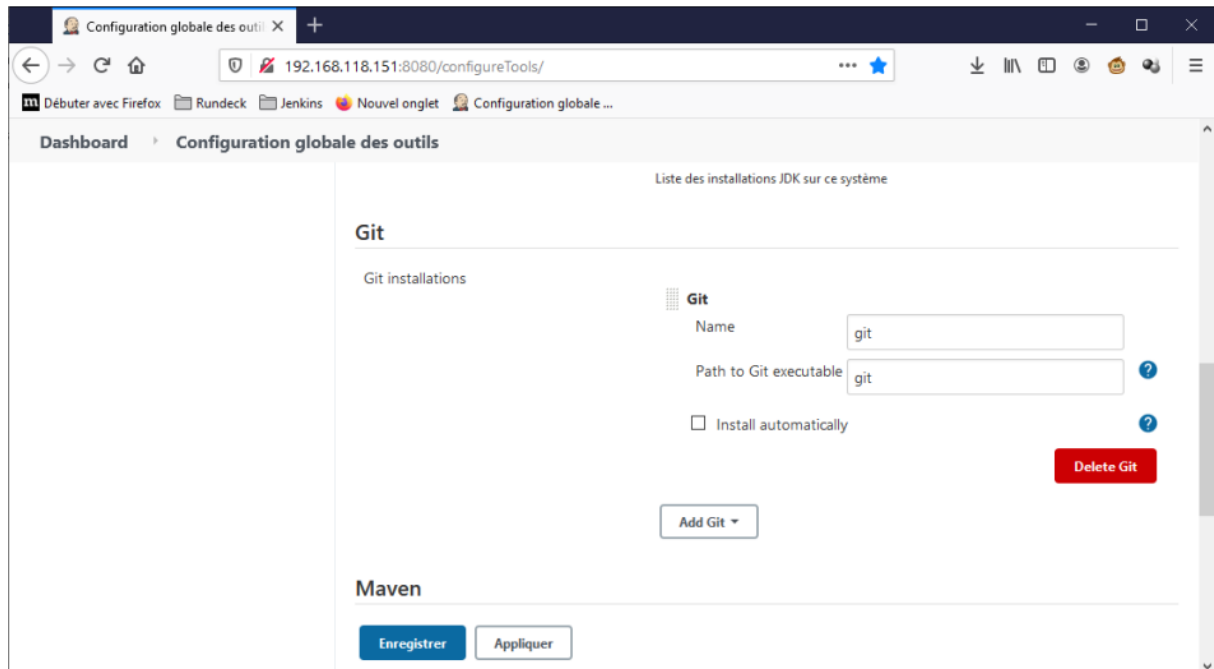 Configuration globale des outil
192.168.118.151:8080/configureTools/
Débuter avec Firefox Rundeck Jenkins Nouvel onglet Configuration globale ...
Dashboard Configuration globale des outils
Liste des installations JDK sur ce système
Git
Git installations
Git
Name git
Path to Git executable git
Install automatically
Delete Git
Add Git
Maven
Enregistrer Appliquer